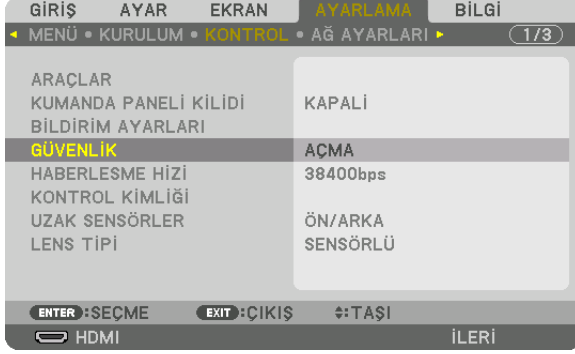 GİRİŞ AYAR EKRAN AYARLAMA BİLGİ
MENÜ • KURULUM • KONTROL • AĞ AYARLARI 1/3
ARAÇLAR
KUMANDA PANELİ KİLİDİ KAPALİ
BİLDİRİM AYARLARI
GÜVENLİK AÇMA
HABERLESME HİZİ 38400bps
KONTROL KİMLİĞİ
UZAK SENSÖRLER ÖN/ARKA
LENS TİPİ SENSÖRLÜ
ENTER :SEÇME EXIT :ÇIKIŞ :TAŞI
HDMI İLERİ